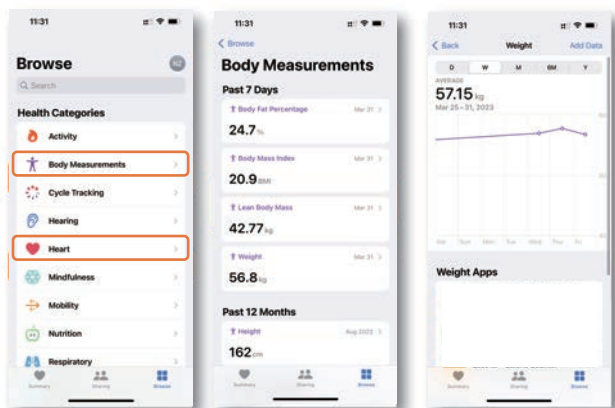 11:31
Browse
NZ
Search
Health Categories
Activity
Body Measurements
Cycle Tracking
Hearing
Heart
Mindfulness
Mobility
Nutrition
Respiratory
Summary
Sharing
Browse
11:31
Browse
Body Measurements
Past 7 Days
Body Fat Percentage
Mar 31
24.7 %
Body Mass Index
Mar 31
20.9 BMI
Lean Body Mass
Mar 31
42.77 kg
Weight
Mar 31
56.8 kg
Past 12 Months
Height
Aug 2022
162 cm
Summary
Sharing
Browse
11:31
Back
Weight
Add Data
D
W
M
6M
Y
AVERAGE
57.15 kg
Mar 25–31, 2023
Sat
Sun
Mon
Tue
Wed
Thu
Fri
Weight Apps
Summary
Sharing
Browse